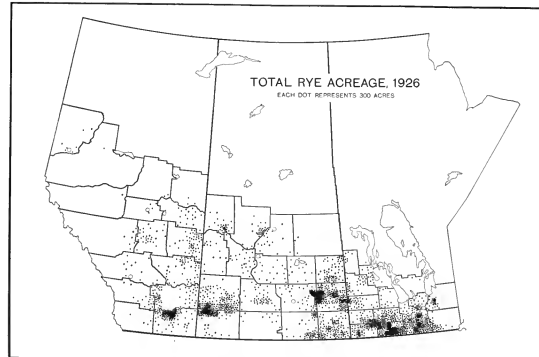 TOTAL RYE ACREAGE, 1926
EACH DOT REPRESENTS 300 ACRES